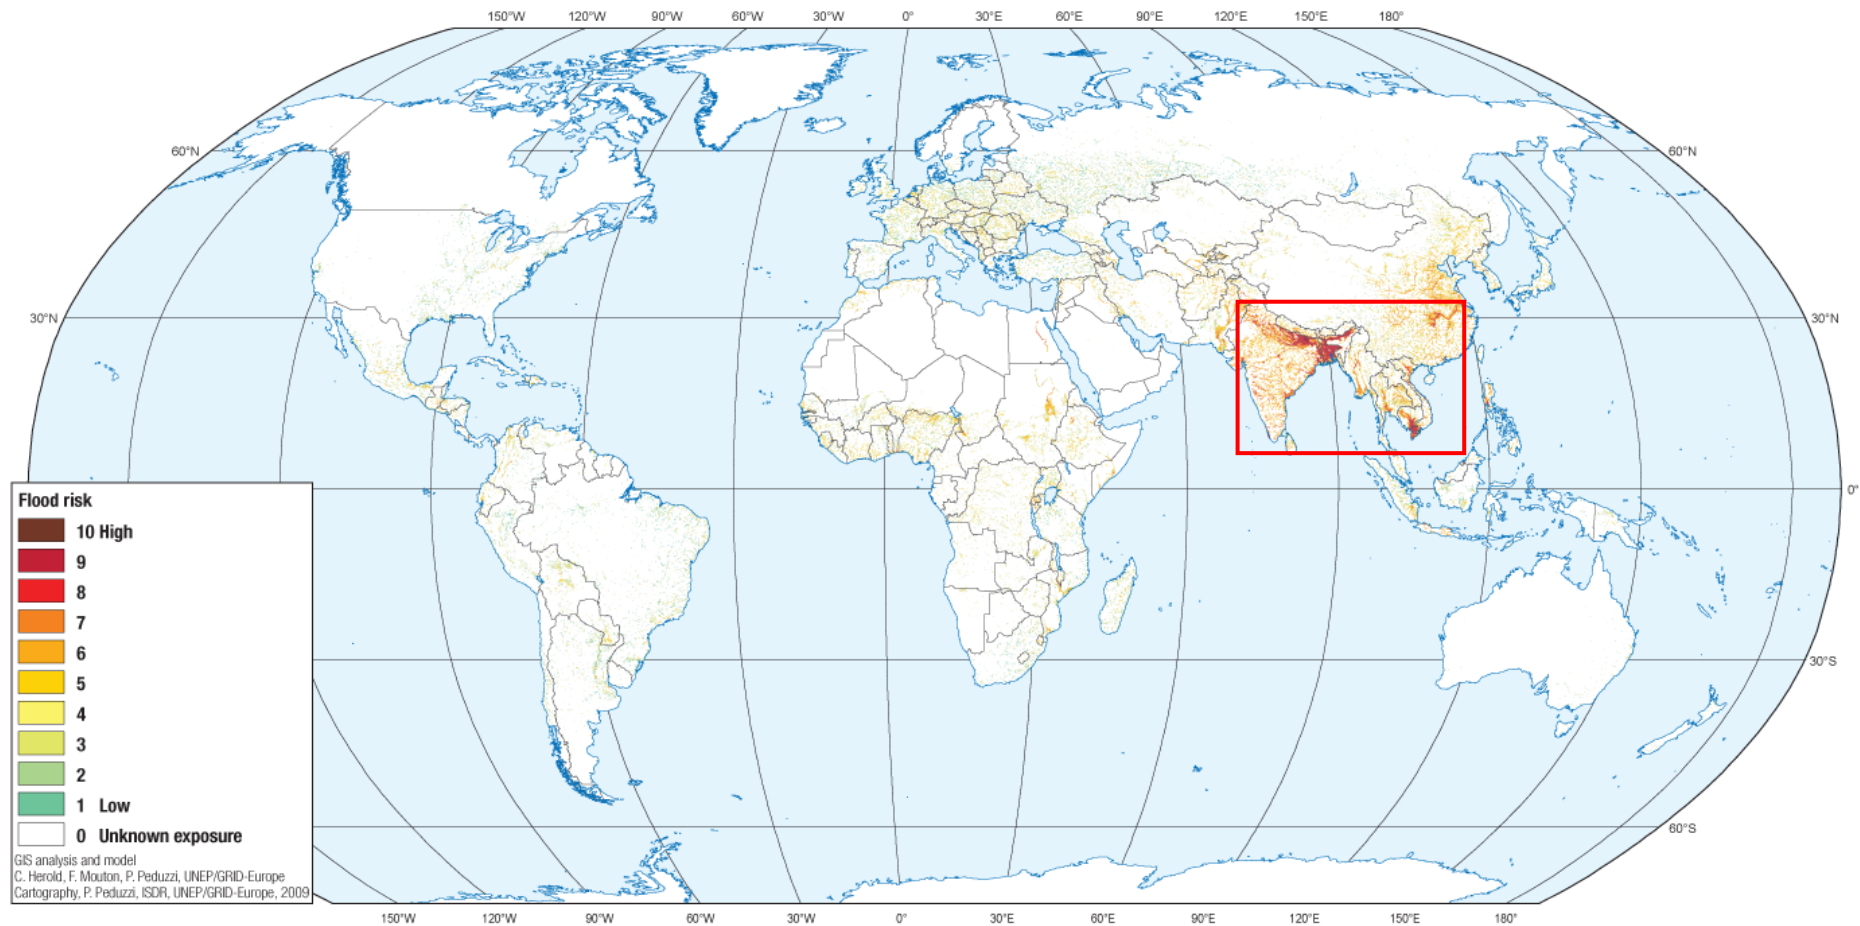 150°W 120°W 90°W 60°W 30°W 0° 30°E 60°E 90°E 120°E 150°E 180°
60°N 60°N
30°N 30°N
0°
Flood risk
10 High
9
8
7
6
5
4
3
2
1 Low
0 Unknown exposure
GIS analysis and model
C. Herold, F. Mouton, P. Peduzzi, UNEP/GRID-Europe
Cartography, P. Peduzzi, ISDR, UNEP/GRID-Europe, 2009
30°S
60°S
150°W 120°W 90°W 60°W 30°W 0° 30°E 60°E 90°E 120°E 150°E 180°